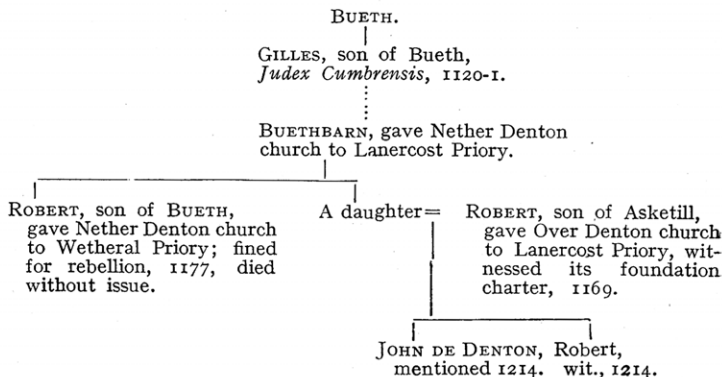 BUETH.
GILLES, son of Bueth,
Judex Cumbrensis, 1120-1.
BUETHBARN, gave Nether Denton
church to Lanercost Priory.
ROBERT, son of BUETH,
gave Nether Denton church
to Wetheral Priory; fined
for rebellion, 1177, died
without issue.
A daughter=
ROBERT, son of Asketill,
gave Over Denton church
to Lanercost Priory, wit-
nessed its foundation
charter, 1169.
JOHN DE DENTON,
mentioned 1214.
Robert,
wit., 1214.